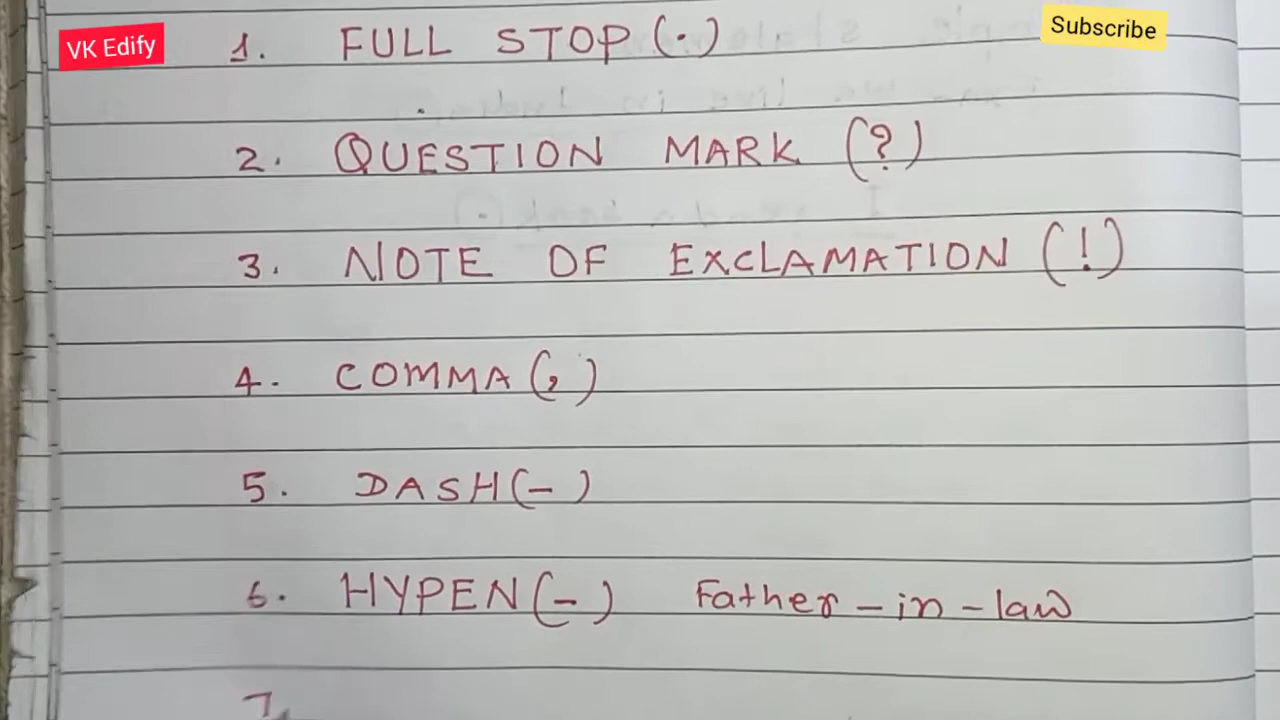 VK Edify
Subscribe
1. FULL STOP (.)
2. QUESTION MARK (?)
3. NOTE OF EXCLAMATION (!)
4. COMMA (,)
5. DASH (-)
6. HYPEN (-) Father-in-law
7.